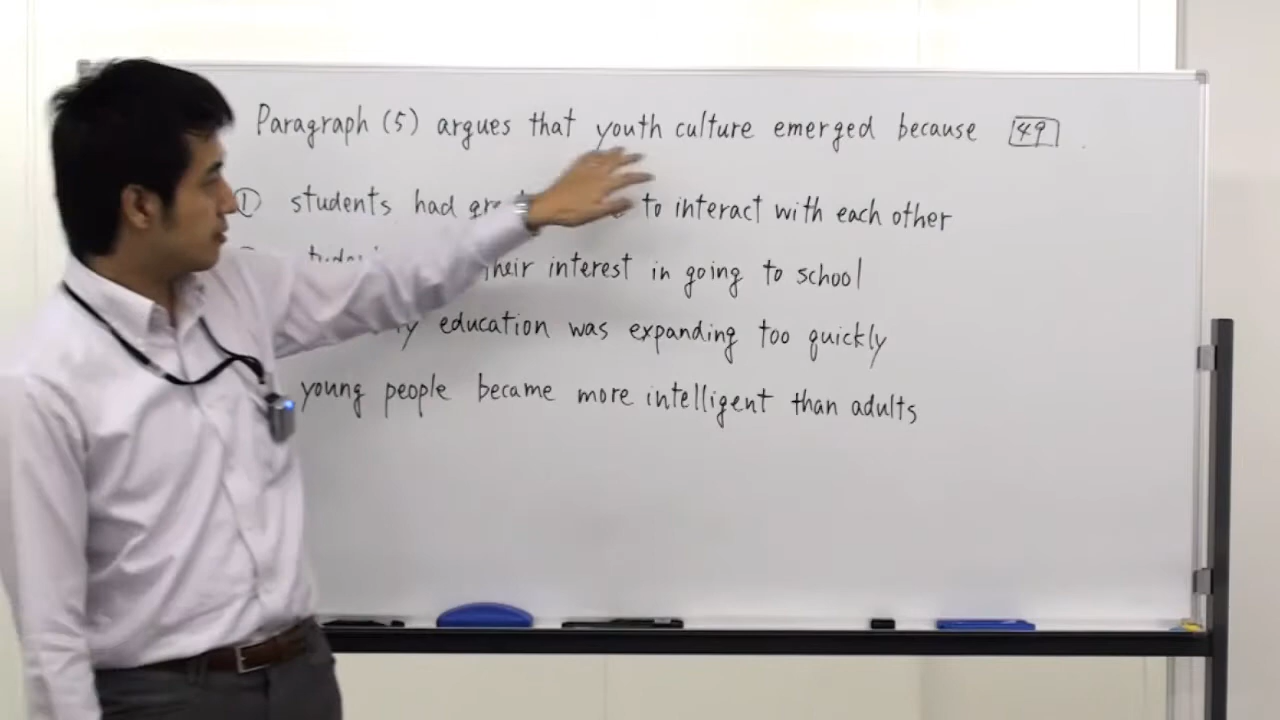 Paragraph (5) argues that youth culture emerged because 49 .
① students had to interact with each other
their interest in going to school
education was expanding too quickly
young people became more intelligent than adults